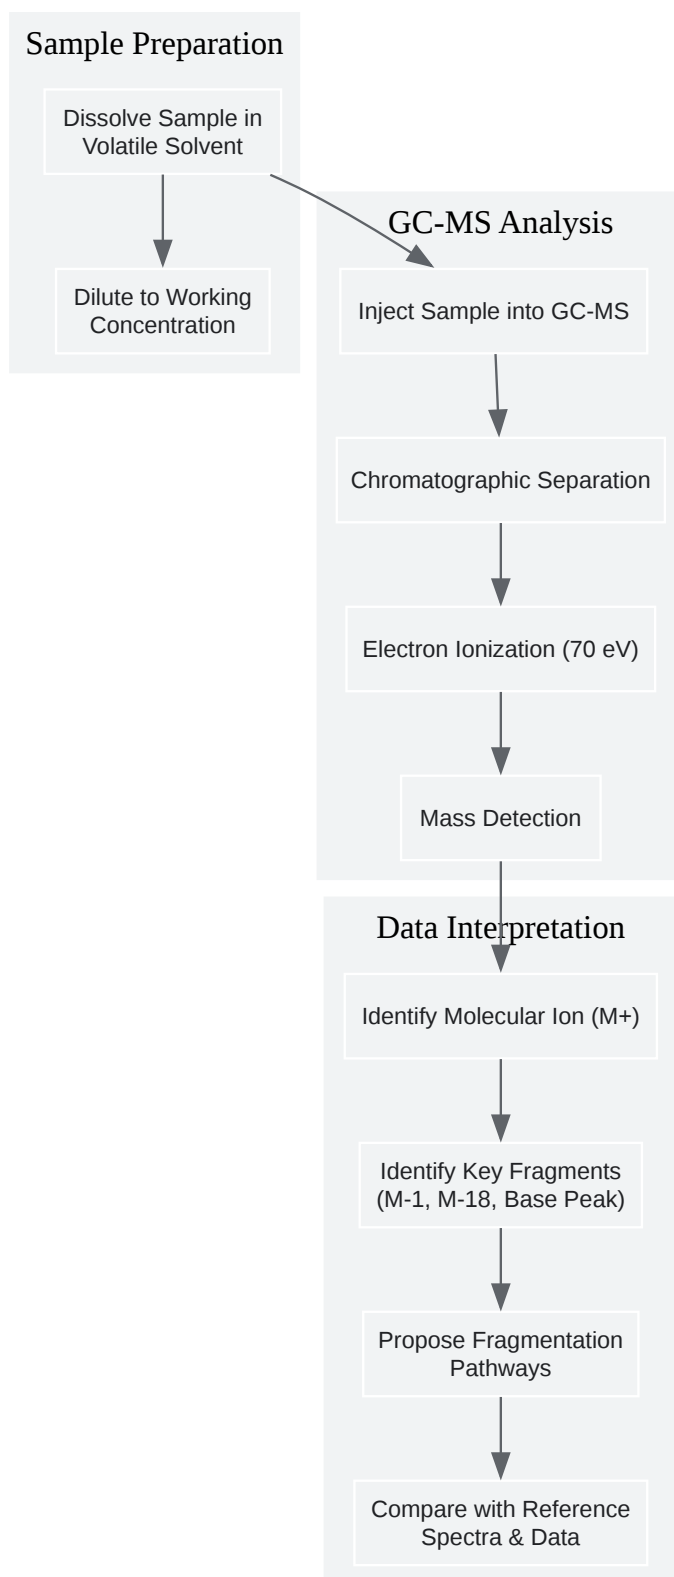 Sample Preparation
Dissolve Sample in
Volatile Solvent
Dilute to Working
Concentration
GC-MS Analysis
Inject Sample into GC-MS
Chromatographic Separation
Electron Ionization (70 eV)
Mass Detection
Data Interpretation
Identify Molecular Ion (M+)
Identify Key Fragments
(M-1, M-18, Base Peak)
Propose Fragmentation
Pathways
Compare with Reference
Spectra & Data